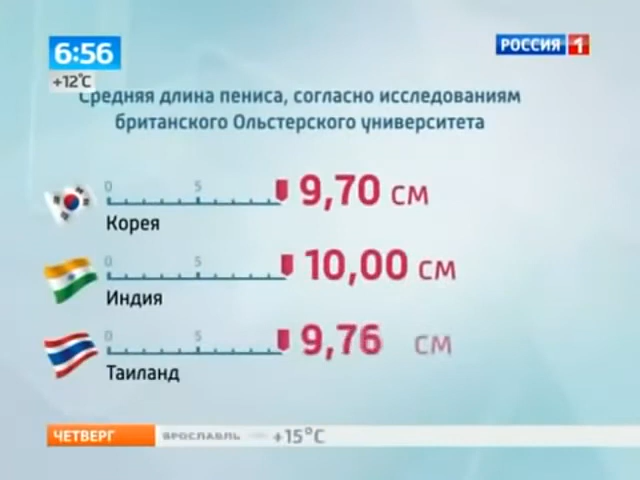 6:56
РОССИЯ 1
+12°C
Средняя длина пениса, согласно исследованиям
британского Ольстерского университета
0 5
9,70 см
Корея
0 5
10,00 см
Индия
0 5
9,76 см
Таиланд
ЧЕТВЕРГ ЯРОСЛАВЛЬ +15°C